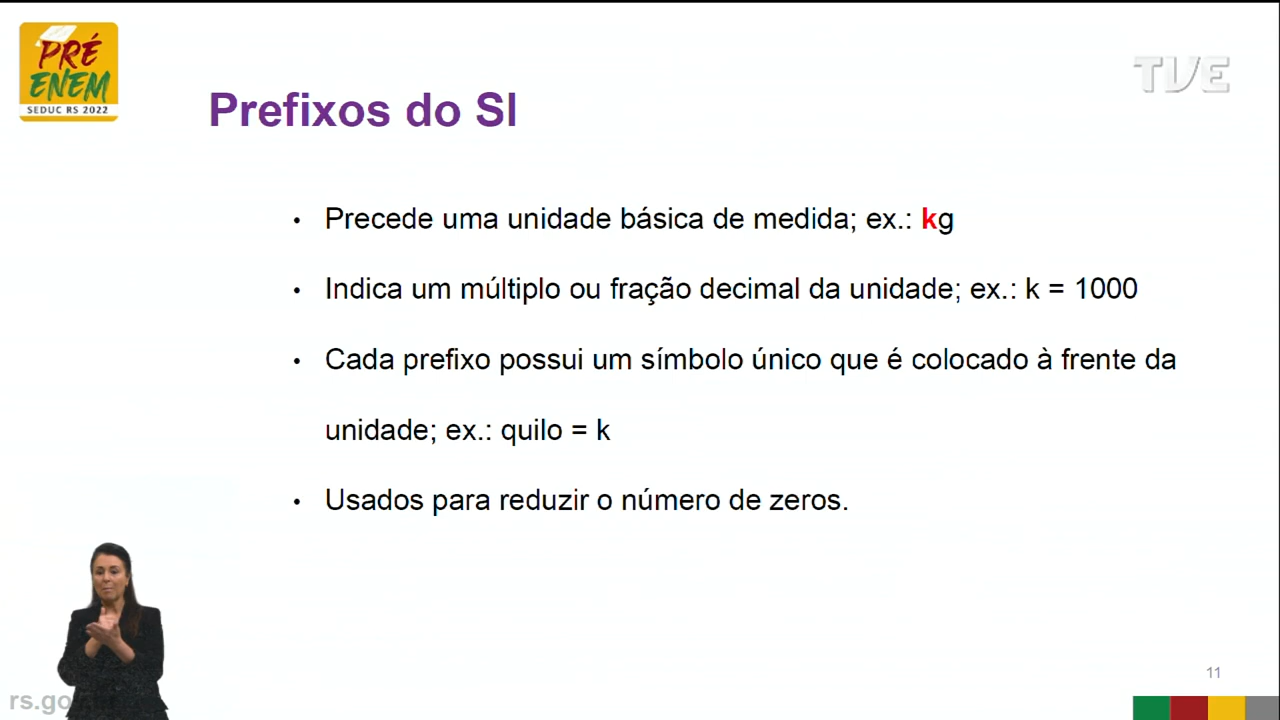 PRÉ
ENEM
SEDUC RS 2022
TVE
Prefixos do SI
• Precede uma unidade básica de medida; ex.: kg
• Indica um múltiplo ou fração decimal da unidade; ex.: k = 1000
• Cada prefixo possui um símbolo único que é colocado à frente da
unidade; ex.: quilo = k
• Usados para reduzir o número de zeros.
11